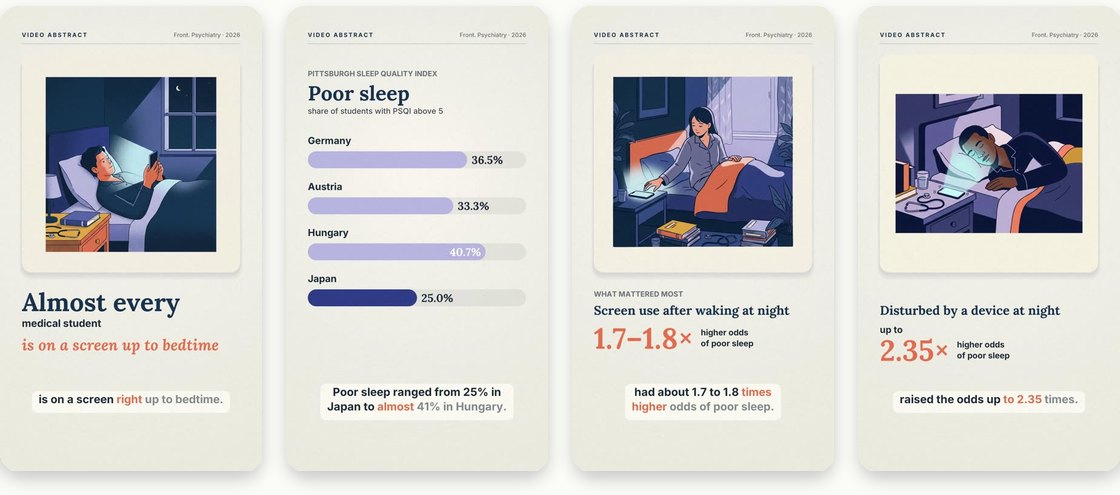 VIDEO ABSTRACT
Front. Psychiatry · 2026
Almost every
medical student
is on a screen up to bedtime
is on a screen right up to bedtime.
VIDEO ABSTRACT
Front. Psychiatry · 2026
PITTSBURGH SLEEP QUALITY INDEX
Poor sleep
share of students with PSQI above 5
Germany
36.5%
Austria
33.3%
Hungary
40.7%
Japan
25.0%
Poor sleep ranged from 25% in
Japan to almost 41% in Hungary.
VIDEO ABSTRACT
Front. Psychiatry · 2026
WHAT MATTERED MOST
Screen use after waking at night
1.7–1.8× higher odds
of poor sleep
had about 1.7 to 1.8 times
higher odds of poor sleep.
VIDEO ABSTRACT
Front. Psychiatry · 2026
Disturbed by a device at night
up to
2.35× higher odds
of poor sleep
raised the odds up to 2.35 times.